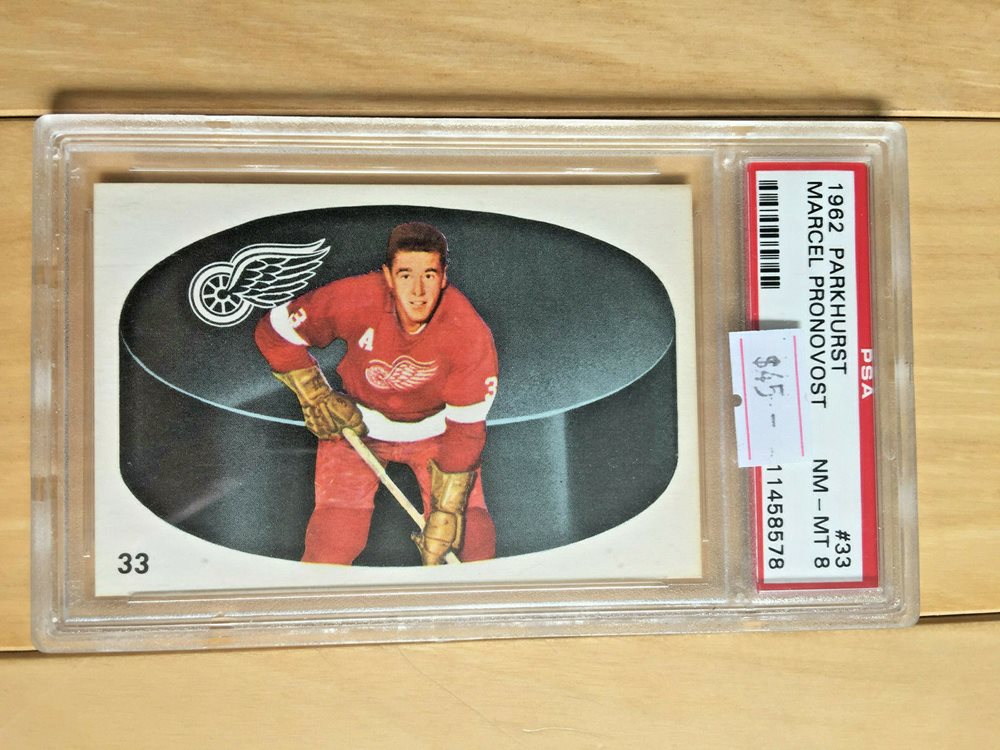 1962 PARKHURST #33
MARCEL PRONOVOST NM-MT 8
11458578
PSA
$45.-
3
A
3
33